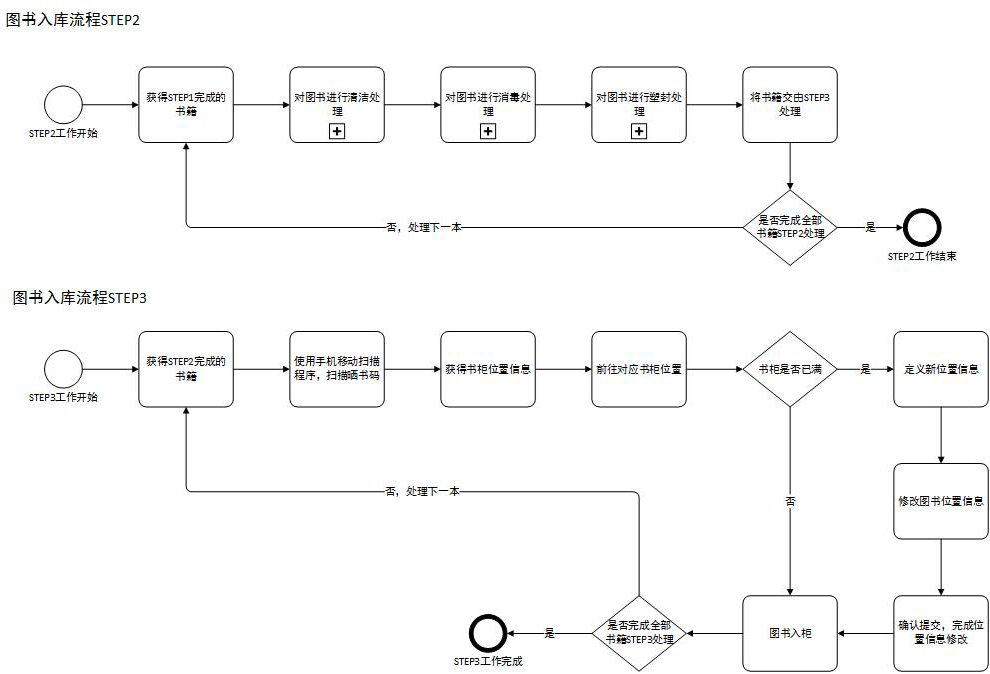 图书入库流程STEP2
获得STEP1完成的
书籍
对图书进行清洁处
理
对图书进行消毒处
理
对图书进行塑封处
理
将书籍交由STEP3
处理
STEP2工作开始
是否完成全部
书籍STEP2处理
否，处理下一本
是
STEP2工作结束
图书入库流程STEP3
获得STEP2完成的
书籍
使用手机移动扫描
程序，扫描晒书码
获得书柜位置信息
前往对应书柜位置
书柜是否已满
是
定义新位置信息
STEP3工作开始
否，处理下一本
否
修改图书位置信息
是否完成全部
书籍STEP3处理
是
STEP3工作完成
图书入柜
确认提交，完成位
置信息修改